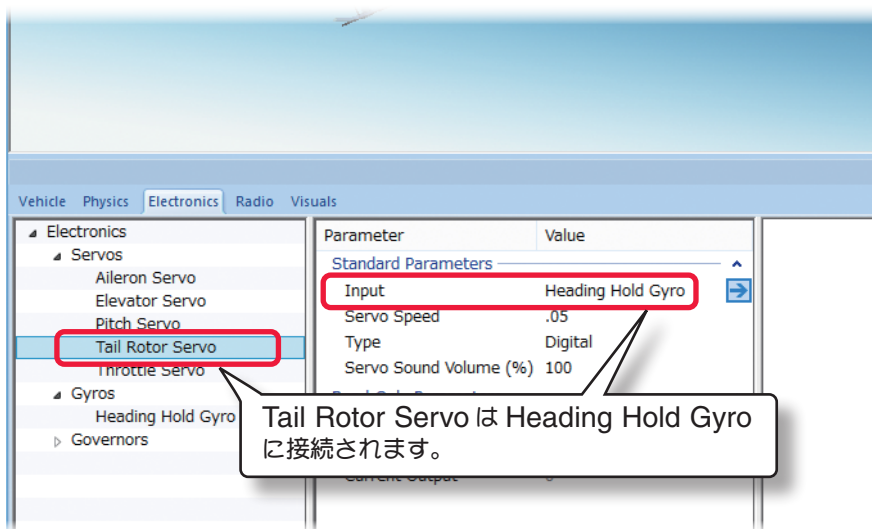 Vehicle Physics Electronics Radio Visuals
Electronics
Servos
Aileron Servo
Elevator Servo
Pitch Servo
Tail Rotor Servo
Throttle Servo
Gyros
Heading Hold Gyro
Governors
Parameter Value
Standard Parameters
Input Heading Hold Gyro
Servo Speed .05
Type Digital
Servo Sound Volume (%) 100
Tail Rotor Servo は Heading Hold Gyro
に接続されます。
Current Output